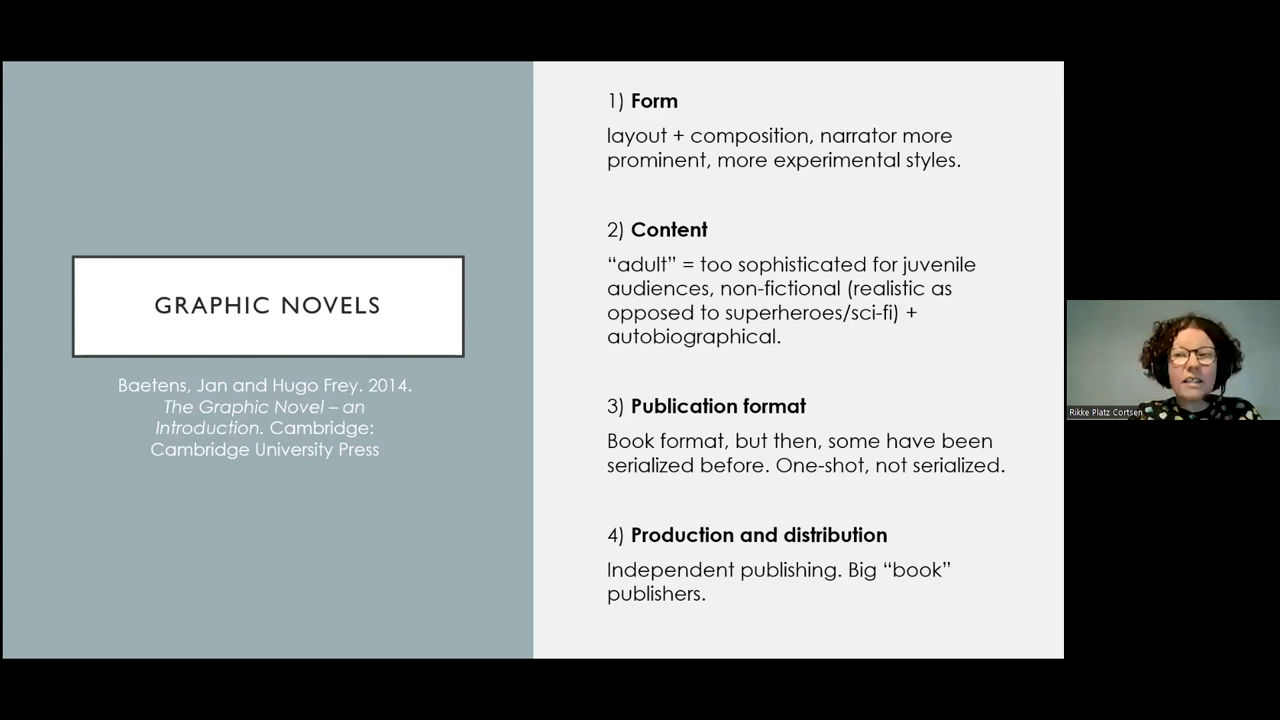 GRAPHIC NOVELS
Baetens, Jan and Hugo Frey. 2014.
The Graphic Novel – an
Introduction. Cambridge:
Cambridge University Press
1) Form
layout + composition, narrator more
prominent, more experimental styles.
2) Content
“adult” = too sophisticated for juvenile
audiences, non-fictional (realistic as
opposed to superheroes/sci-fi) +
autobiographical.
3) Publication format
Book format, but then, some have been
serialized before. One-shot, not serialized.
4) Production and distribution
Independent publishing. Big “book”
publishers.
Rikke Platz Cortsen